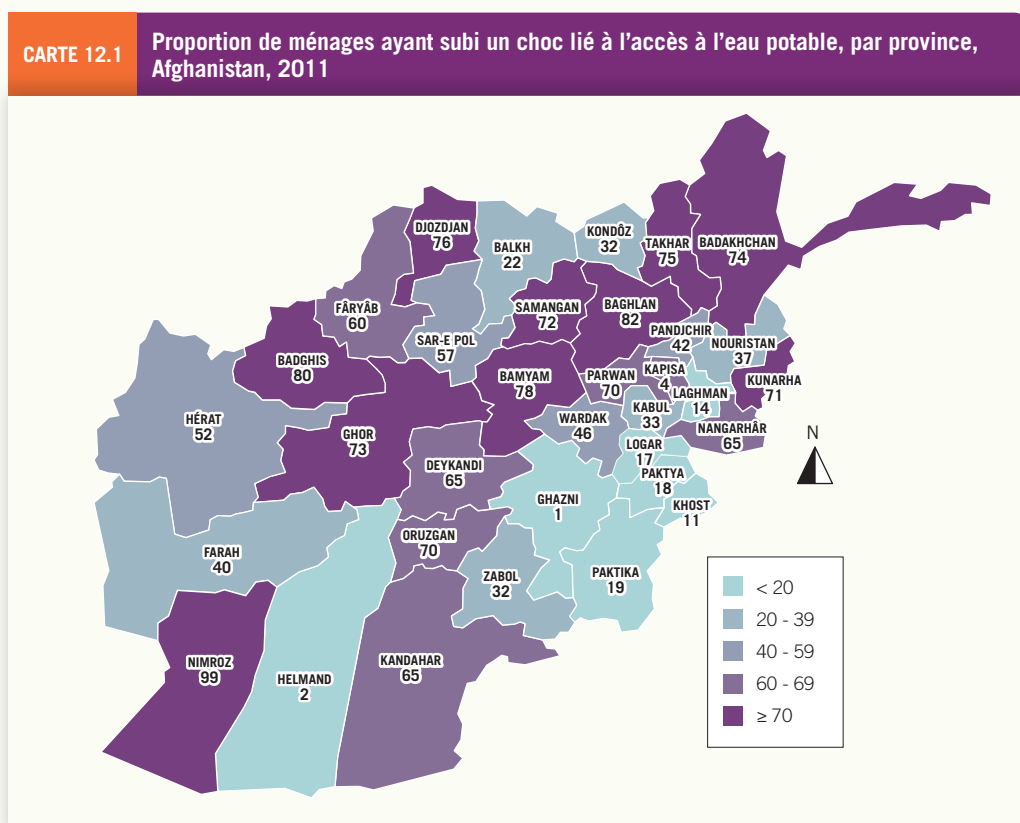 CARTE 12.1
Proportion de ménages ayant subi un choc lié à l'accès à l'eau potable, par province,
Afghanistan, 2011
DJOZDJAN
76
BALKH
22
KONDÔZ
32
TAKHAR
75
BADAKHCHAN
74
FÂRYÂB
60
SAR-E POL
57
SAMANGAN
72
BAGHLAN
82
PANDJCHIR
42
NOURISTAN
37
BADGHIS
80
BAMYAM
78
PARWAN
70
KAPISA
4
LAGHMAN
14
KUNARHA
71
HÉRAT
52
GHOR
73
WARDAK
46
KABUL
33
NANGARHÂR
65
N
DEYKANDI
65
LOGAR
17
PAKTYA
18
GHAZNI
1
KHOST
11
FARAH
40
ORUZGAN
70
ZABOL
32
PAKTIKA
19
NIMROZ
99
HELMAND
2
KANDAHAR
65
< 20
20 - 39
40 - 59
60 - 69
≥ 70